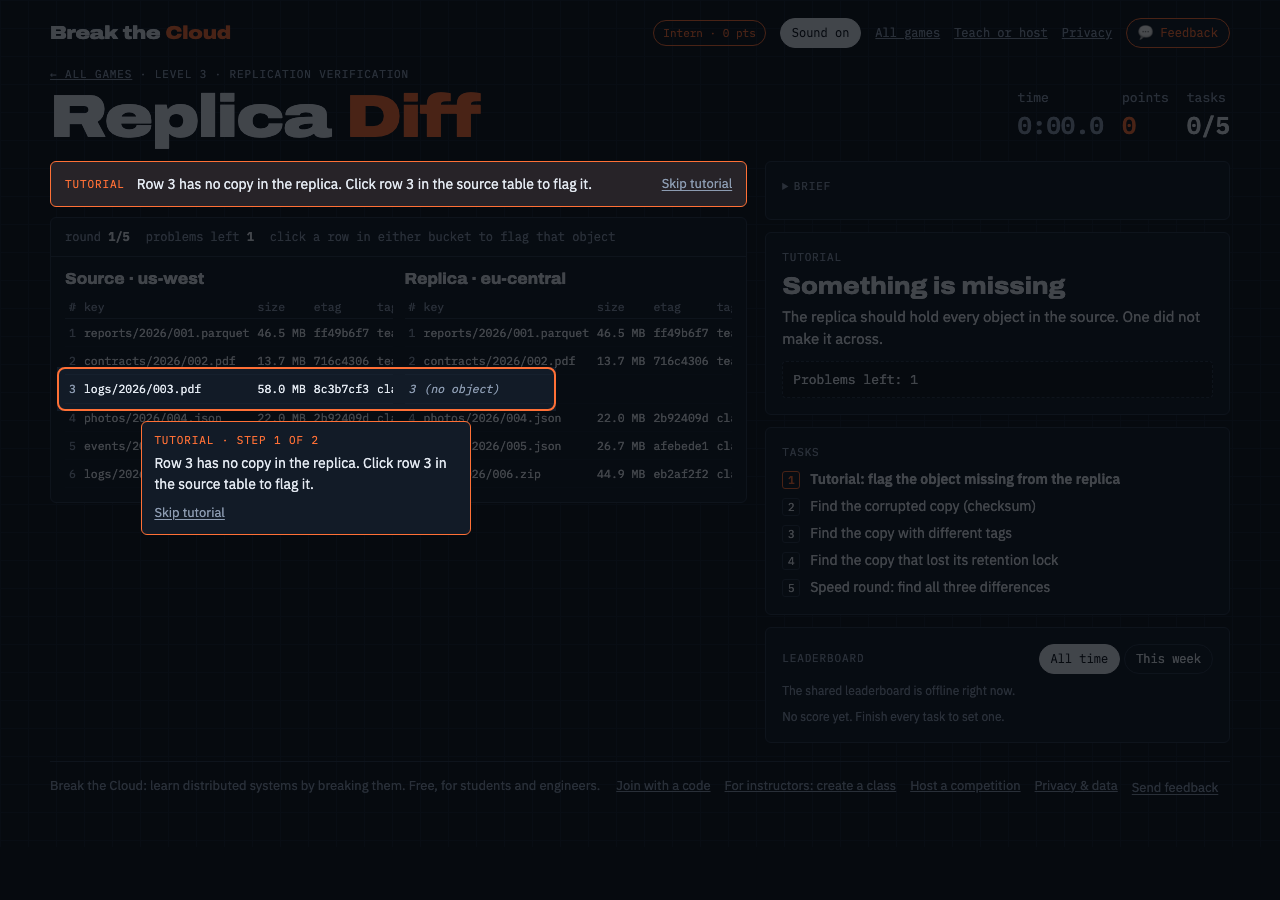 Break the Cloud
Intern · 0 pts
Sound on
All games
Teach or host
Privacy
💬 Feedback
← ALL GAMES · LEVEL 3 · REPLICATION VERIFICATION
Replica Diff
time points tasks
0:00.0 0 0/5
TUTORIAL Row 3 has no copy in the replica. Click row 3 in the source table to flag it. Skip tutorial
round 1/5 problems left 1 click a row in either bucket to flag that object
Source · us-west
# key size etag
1 reports/2026/001.parquet 46.5 MB ff49b6f7
2 contracts/2026/002.pdf 13.7 MB 716c4306
3 logs/2026/003.pdf 58.0 MB 8c3b7cf3
4 photos/2026/004.json 22.0 MB 2b92409d
5
6
Replica · eu-central
# key size etag
1 reports/2026/001.parquet 46.5 MB ff49b6f7
2 contracts/2026/002.pdf 13.7 MB 716c4306
3 (no object)
4 photos/2026/004.json 22.0 MB 2b92409d
26/005.json 26.7 MB afebede1
26/006.zip 44.9 MB eb2af2f2
TUTORIAL · STEP 1 OF 2
Row 3 has no copy in the replica. Click row 3 in
the source table to flag it.
Skip tutorial
▶ BRIEF
TUTORIAL
Something is missing
The replica should hold every object in the source. One did not
make it across.
Problems left: 1
TASKS
1 Tutorial: flag the object missing from the replica
2 Find the corrupted copy (checksum)
3 Find the copy with different tags
4 Find the copy that lost its retention lock
5 Speed round: find all three differences
LEADERBOARD
All time
This week
The shared leaderboard is offline right now.
No score yet. Finish every task to set one.
Break the Cloud: learn distributed systems by breaking them. Free, for students and engineers.
Join with a code
For instructors: create a class
Host a competition
Privacy & data
Send feedback